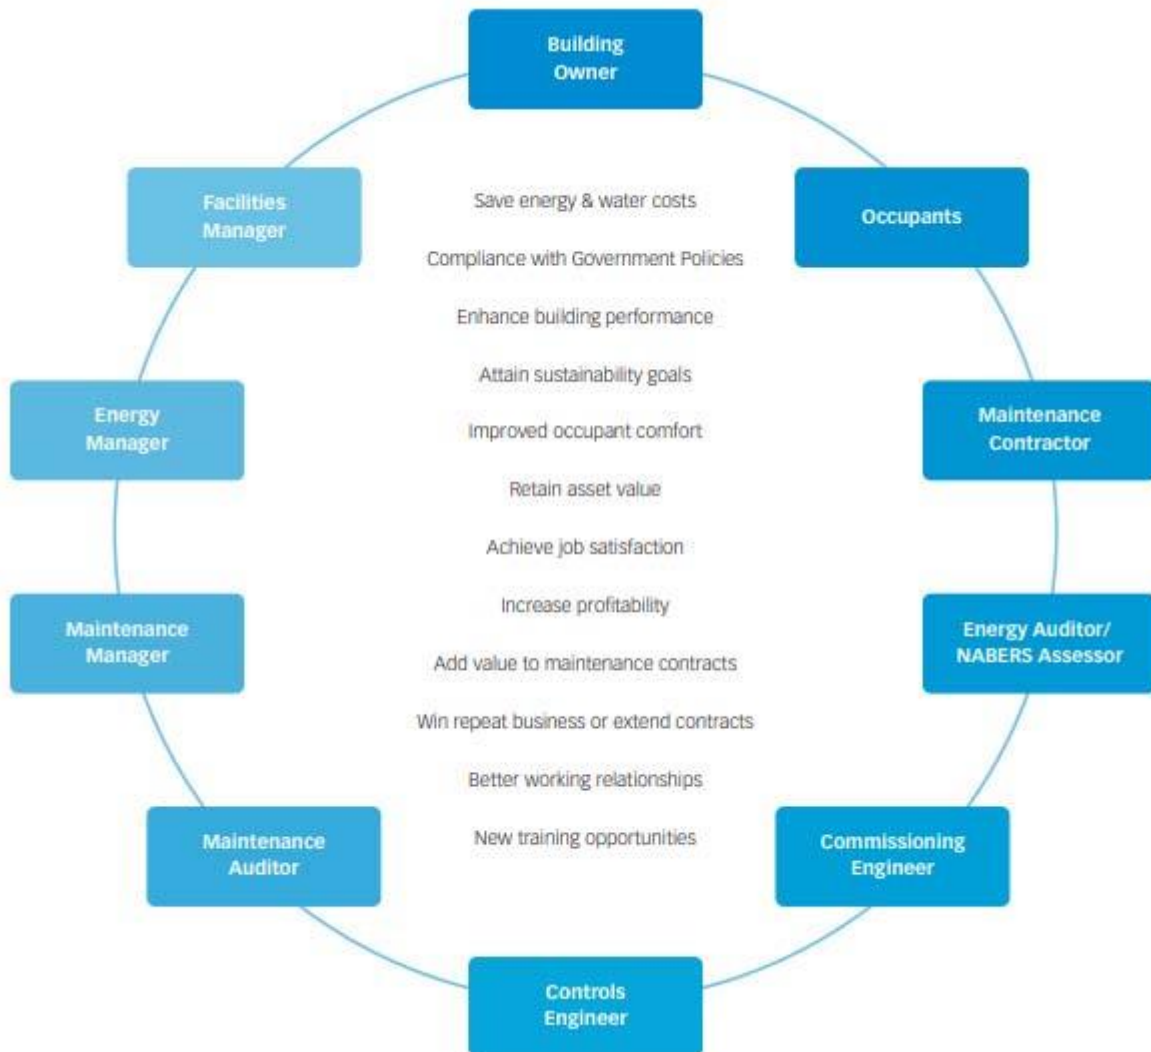 Building
Owner
Facilities
Manager
Save energy & water costs
Occupants
Compliance with Government Policies
Enhance building performance
Attain sustainability goals
Energy
Manager
Improved occupant comfort
Maintenance
Contractor
Retain asset value
Achieve job satisfaction
Increase profitability
Maintenance
Manager
Energy Auditor/
NABERS Assessor
Add value to maintenance contracts
Win repeat business or extend contracts
Better working relationships
New training opportunities
Maintenance
Auditor
Commissioning
Engineer
Controls
Engineer